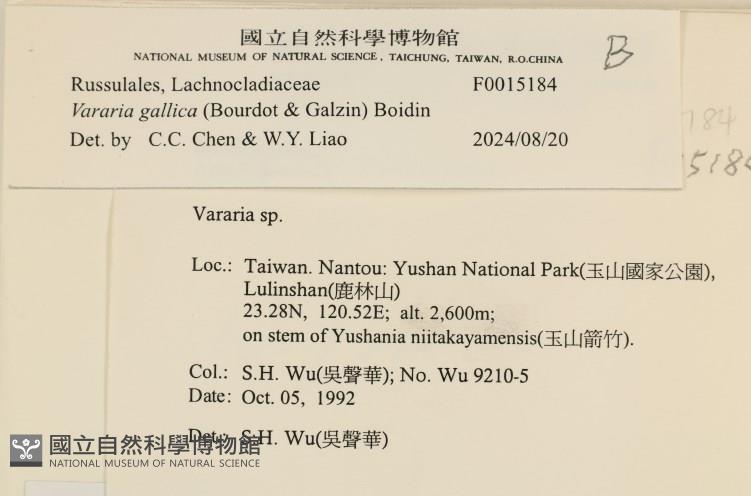 國立自然科學博物館
NATIONAL MUSEUM OF NATURAL SCIENCE, TAICHUNG, TAIWAN, R.O.CHINA
B
Russulales, Lachnocladiaceae F0015184
Vararia gallica (Bourdot & Galzin) Boidin
Det. by C.C. Chen & W.Y. Liao 2024/08/20
Vararia sp.
Loc.: Taiwan. Nantou: Yushan National Park(玉山國家公園),
Lulinshan(鹿林山)
23.28N, 120.52E; alt. 2,600m;
on stem of Yushania niitakayamensis(玉山箭竹).
Col.: S.H. Wu(吳聲華); No. Wu 9210-5
Date: Oct. 05, 1992
Det.: S.H. Wu(吳聲華)
國立自然科學博物館
NATIONAL MUSEUM OF NATURAL SCIENCE